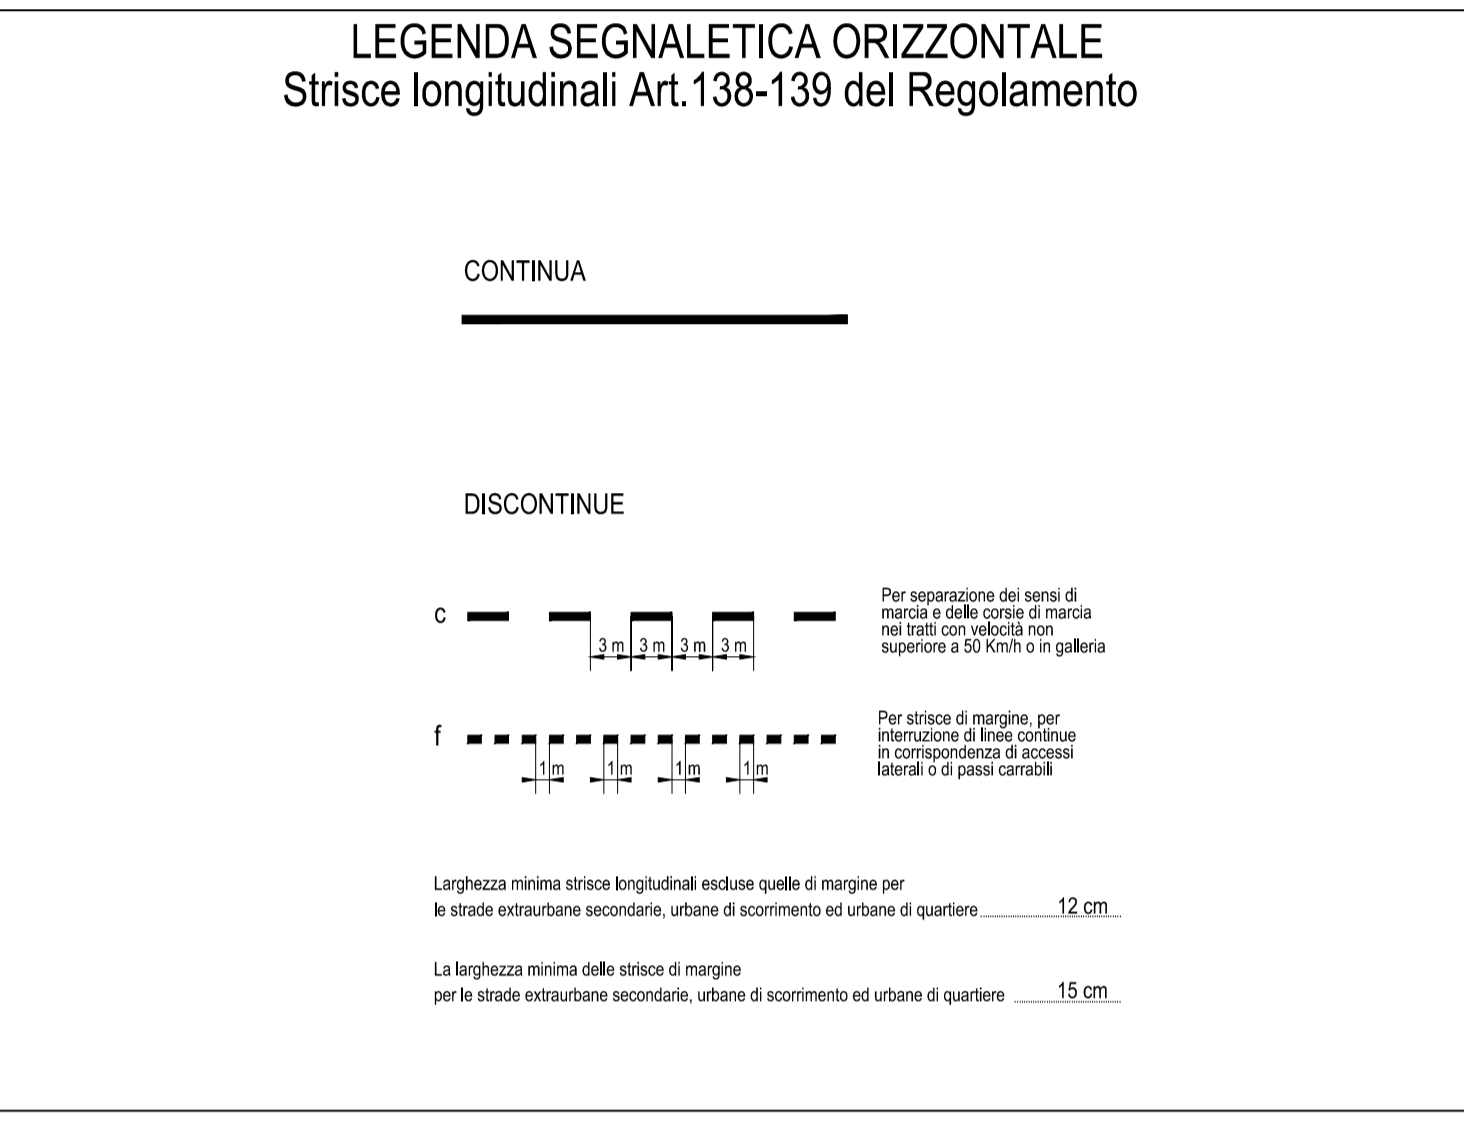 LEGENDA SEGNALETICA ORIZZONTALE
Strisce longitudinali Art.138-139 del Regolamento
CONTINUA
DISCONTINUE
c
3 m 3 m 3 m 3 m
Per separazione dei sensi di
marcia e delle corsie di marcia
nei tratti con velocità non
superiore a 50 Km/h o in galleria
f
1 m 1 m 1 m 1 m
Per strisce di margine, per
interruzione di linee continue
in corrispondenza di accessi
laterali o di passi carrabili
Larghezza minima strisce longitudinali escluse quelle di margine per
le strade extraurbane secondarie, urbane di scorrimento ed urbane di quartiere 12 cm
La larghezza minima delle strisce di margine
per le strade extraurbane secondarie, urbane di scorrimento ed urbane di quartiere 15 cm